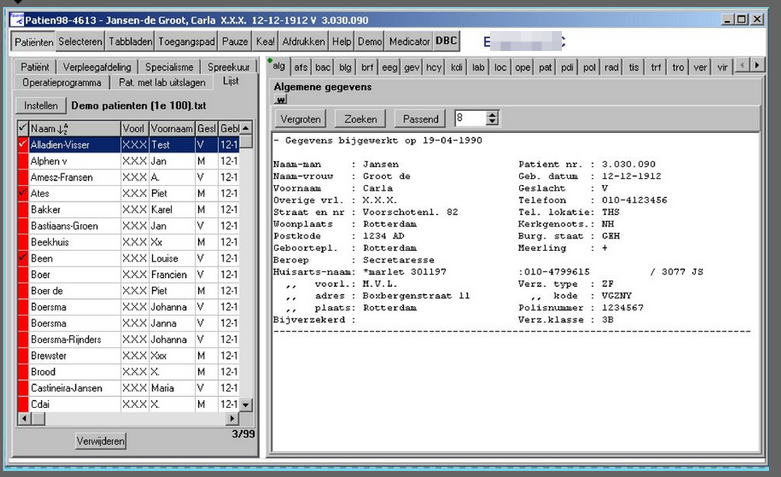 Patien98-4613 - Jansen-de Groot, Carla X.X.X. 12-12-1912 V 3.030.090
Patiënten Selecteren Tabbladen Toegangspad Pauze Kea! Afdrukken Help Demo Medicator DBC
Patiënt Verpleegafdeling Specialisme Spreekuur
Operatieprogramma Pat. met lab uitslagen Lijst
Instellen Demo patienten (1e 100).txt
Naam Voorl Voornaam Gesl Geb
Alladien-Visser XXX Test V 12-1
Alphen v XXX Jan M 12-1
Amesz-Fransen XXX A. V 12-1
Ates XXX Piet M 12-1
Bakker XXX Karel M 12-1
Bastiaans-Groen XXX Jan V 12-1
Beekhuis XXX Xx M 12-1
Been XXX Louise V 12-1
Boer XXX Francien V 12-1
Boer de XXX Piet M 12-1
Boersma XXX Johanna V 12-1
Boersma XXX Janna V 12-1
Boersma-Rijnders XXX Johanna V 12-1
Brewster XXX Xxx M 12-1
Brood XXX X. M 12-1
Castineira-Jansen XXX Maria V 12-1
Cdai XXX X. M 12-1
Verwijderen 3/99
alg afs bac blg brf eeg gev hcy kdi lab loc ope pat pdi pol rad tis trf tro ver vir
Algemene gegevens
w
Vergroten Zoeken Passend 8
- Gegevens bijgewerkt op 19-04-1990
Naam-man : Jansen Patient nr. : 3.030.090
Naam-vrouw : Groot de Geb. datum : 12-12-1912
Voornaam : Carla Geslacht : V
Overige vrl. : X.X.X. Telefoon : 010-4123456
Straat en nr : Voorschotenl. 82 Tel. lokatie: THS
Woonplaats : Rotterdam Kerkgenoots.: NH
Postcode : 1234 AD Burg. staat : GEH
Geboortepl. : Rotterdam Meerling : +
Beroep : Secretaresse
Huisarts-naam: *marlet 301197 :010-4799615 / 3077 JS
,, voorl.: M.V.L. Verz. type : ZF
,, adres : Boxbergenstraat 11 ,, kode : VGZNY
,, plaats: Rotterdam Polisnummer : 1234567
Bijverzekerd : Verz.klasse : 3B